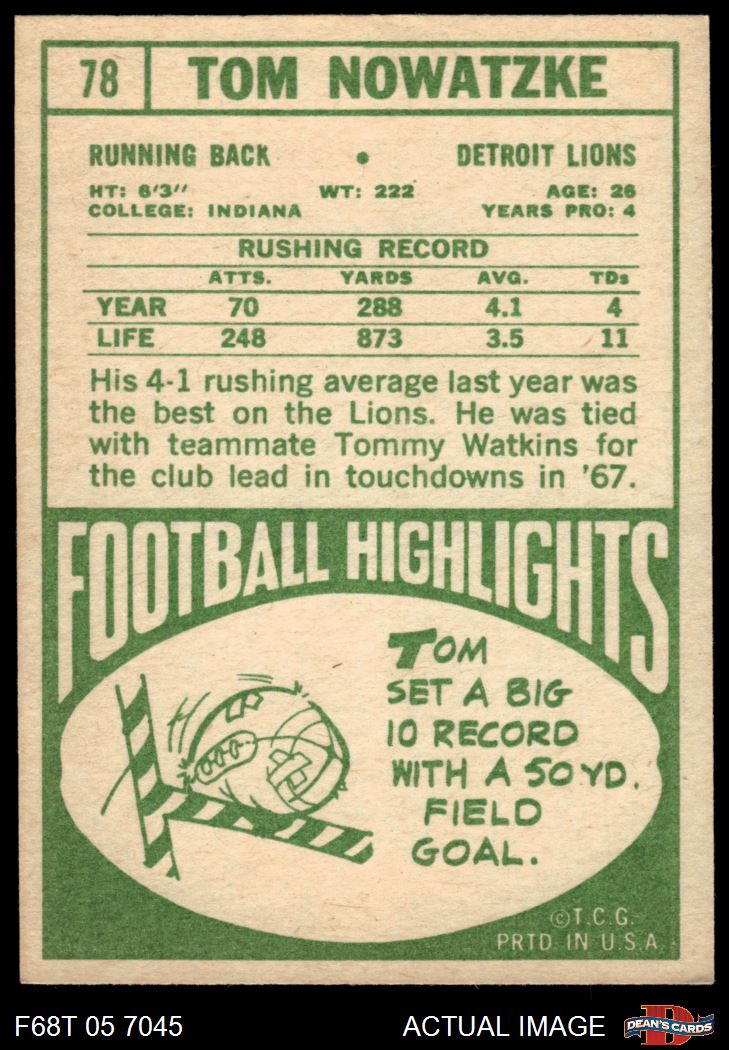 78 TOM NOWATZKE
RUNNING BACK • DETROIT LIONS
HT: 6'3'' WT: 222 AGE: 26
COLLEGE: INDIANA YEARS PRO: 4
RUSHING RECORD
ATTS. YARDS AVG. TDs
YEAR 70 288 4.1 4
LIFE 248 873 3.5 11
His 4-1 rushing average last year was
the best on the Lions. He was tied
with teammate Tommy Watkins for
the club lead in touchdowns in '67.
FOOTBALL HIGHLIGHTS
TOM
SET A BIG
10 RECORD
WITH A 50 YD.
FIELD
GOAL.
©T.C.G.
PRTD IN U.S.A.
F68T 05 7045 ACTUAL IMAGE
D
DEAN'S CARDS